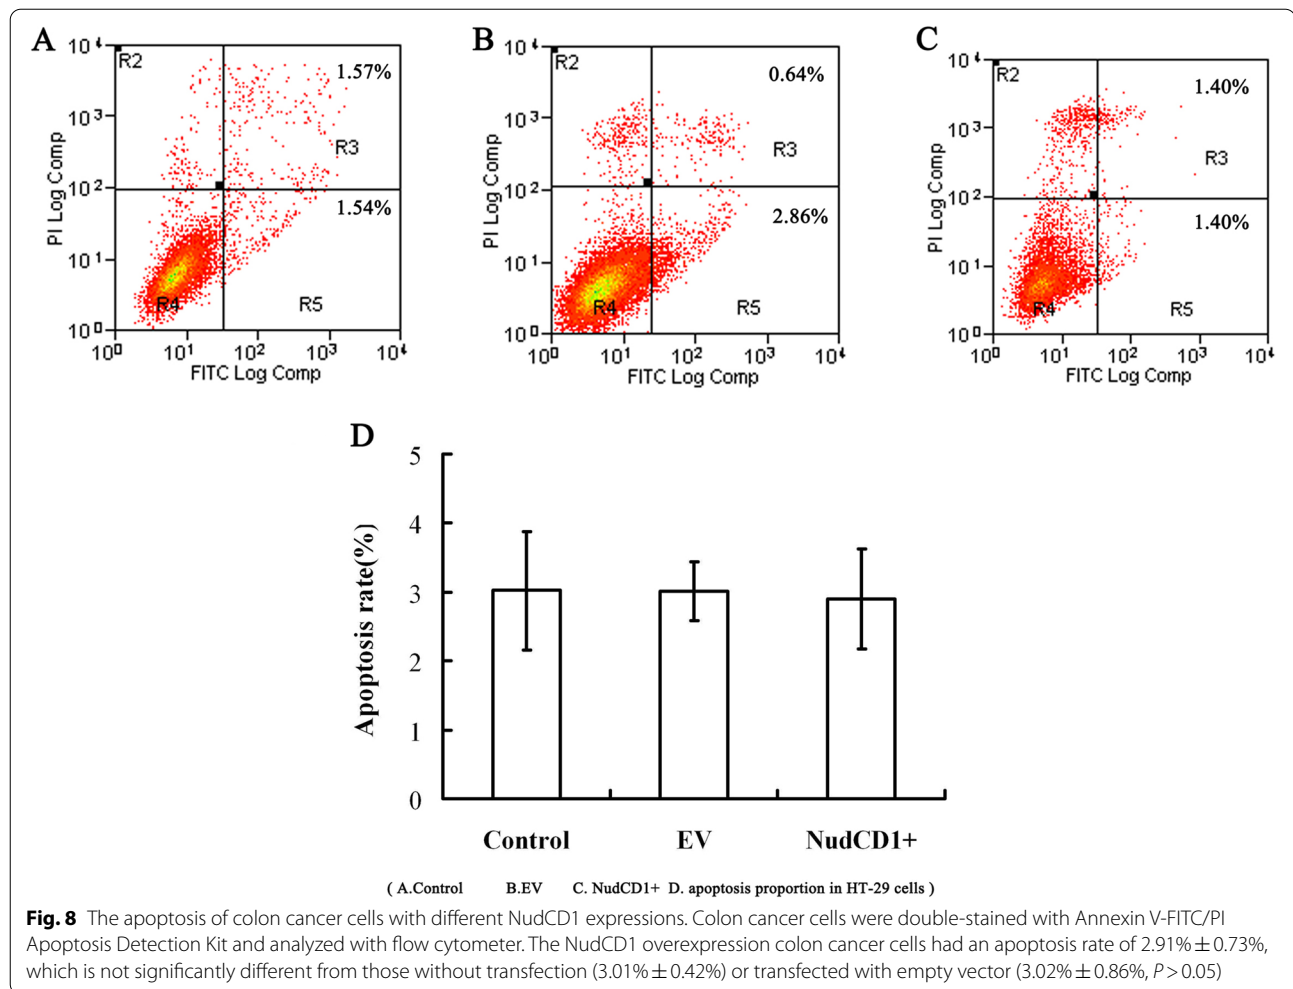 A
10⁴
R2
1.57%
10³
R3
10²
1.54%
10¹
R4
R5
10⁰
10⁰ 10¹ 10² 10³ 10⁴
PI Log Comp
FITC Log Comp
B
10⁴
R2
0.64%
10³
R3
10²
2.86%
10¹
R4
R5
10⁰
10⁰ 10¹ 10² 10³ 10⁴
PI Log Comp
FITC Log Comp
C
10⁴
R2
1.40%
10³
R3
10²
1.40%
10¹
R4
R5
10⁰
10⁰ 10¹ 10² 10³ 10⁴
PI Log Comp
FITC Log Comp
D
5
4
3
2
1
0
Apoptosis rate(%)
Control EV NudCD1+
( A.Control B.EV C. NudCD1+ D. apoptosis proportion in HT-29 cells )
Fig. 8 The apoptosis of colon cancer cells with different NudCD1 expressions. Colon cancer cells were double-stained with Annexin V-FITC/PI
Apoptosis Detection Kit and analyzed with flow cytometer. The NudCD1 overexpression colon cancer cells had an apoptosis rate of 2.91% ± 0.73%,
which is not significantly different from those without transfection (3.01% ± 0.42%) or transfected with empty vector (3.02% ± 0.86%, P > 0.05)